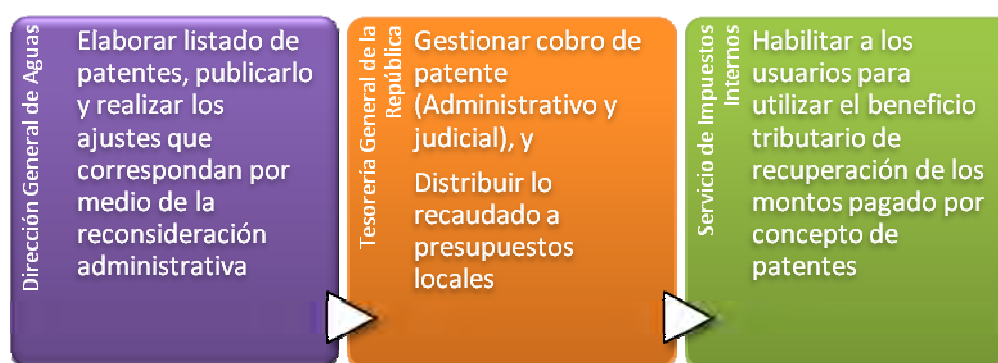 Dirección General de Aguas
Elaborar listado de
patentes, publicarlo
y realizar los
ajustes que
correspondan por
medio de la
reconsideración
administrativa
Tesorería General de la
República
Gestionar cobro de
patente
(Administrativo y
judicial), y
Distribuir lo
recaudado a
presupuestos
locales
Servicio de Impuestos
Internos
Habilitar a los
usuarios para
utilizar el beneficio
tributario de
recuperación de los
montos pagado por
concepto de
patentes